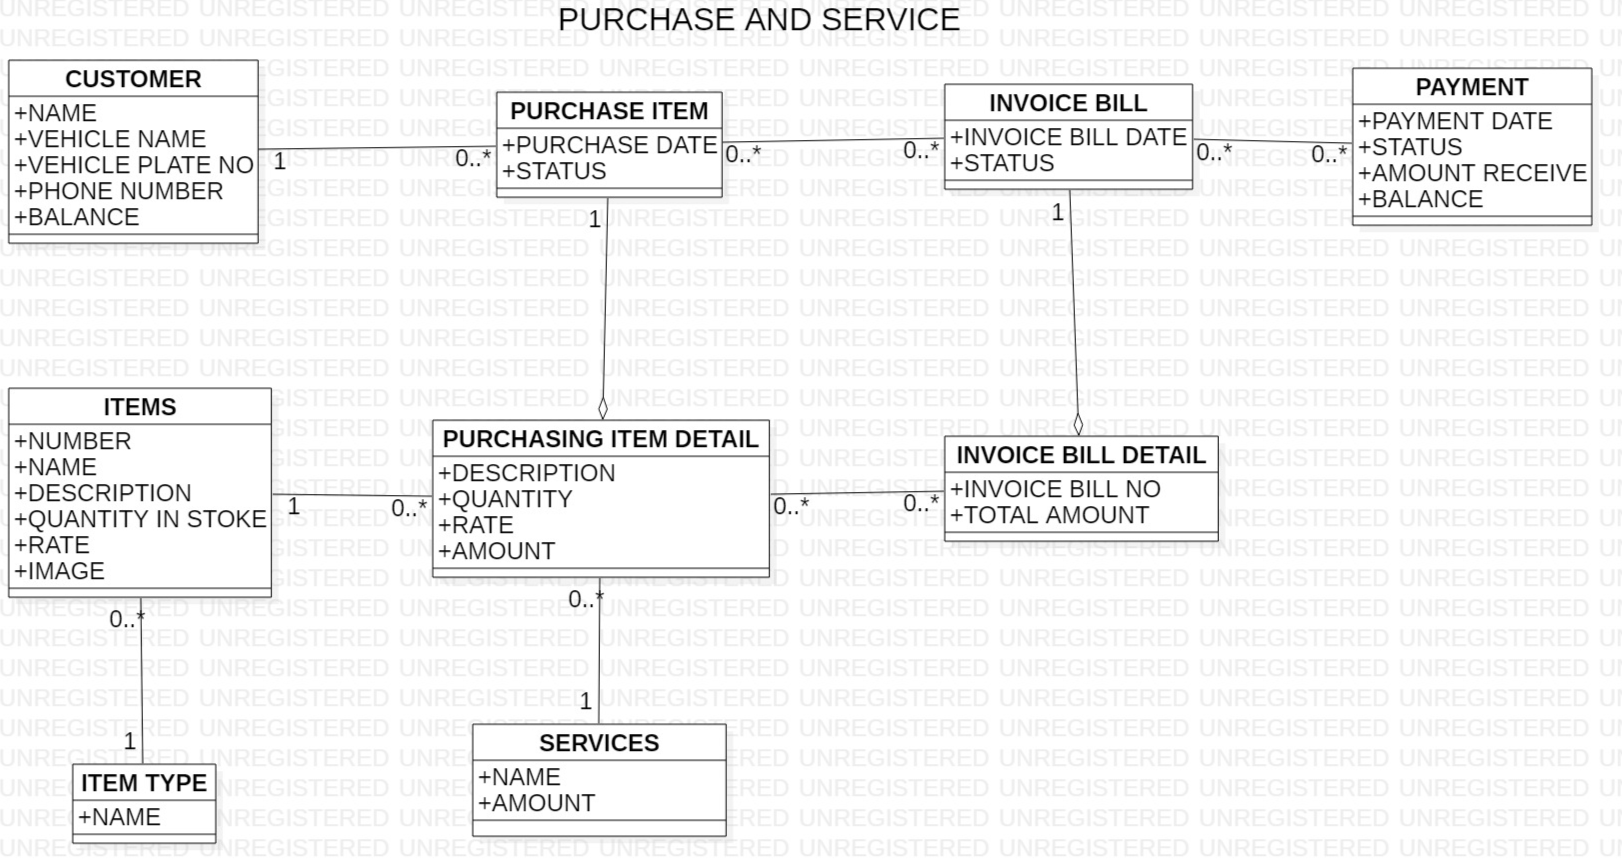 PURCHASE AND SERVICE
CUSTOMER
+NAME
+VEHICLE NAME
+VEHICLE PLATE NO
+PHONE NUMBER
+BALANCE
1
0..*
PURCHASE ITEM
+PURCHASE DATE
+STATUS
0..*
0..*
1
INVOICE BILL
+INVOICE BILL DATE
+STATUS
0..*
0..*
1
PAYMENT
+PAYMENT DATE
+STATUS
+AMOUNT RECEIVE
+BALANCE
ITEMS
+NUMBER
+NAME
+DESCRIPTION
+QUANTITY IN STOKE
+RATE
+IMAGE
1
0..*
0..*
1
PURCHASING ITEM DETAIL
+DESCRIPTION
+QUANTITY
+RATE
+AMOUNT
0..*
0..*
0..*
1
INVOICE BILL DETAIL
+INVOICE BILL NO
+TOTAL AMOUNT
ITEM TYPE
+NAME
SERVICES
+NAME
+AMOUNT
UNREGISTERED